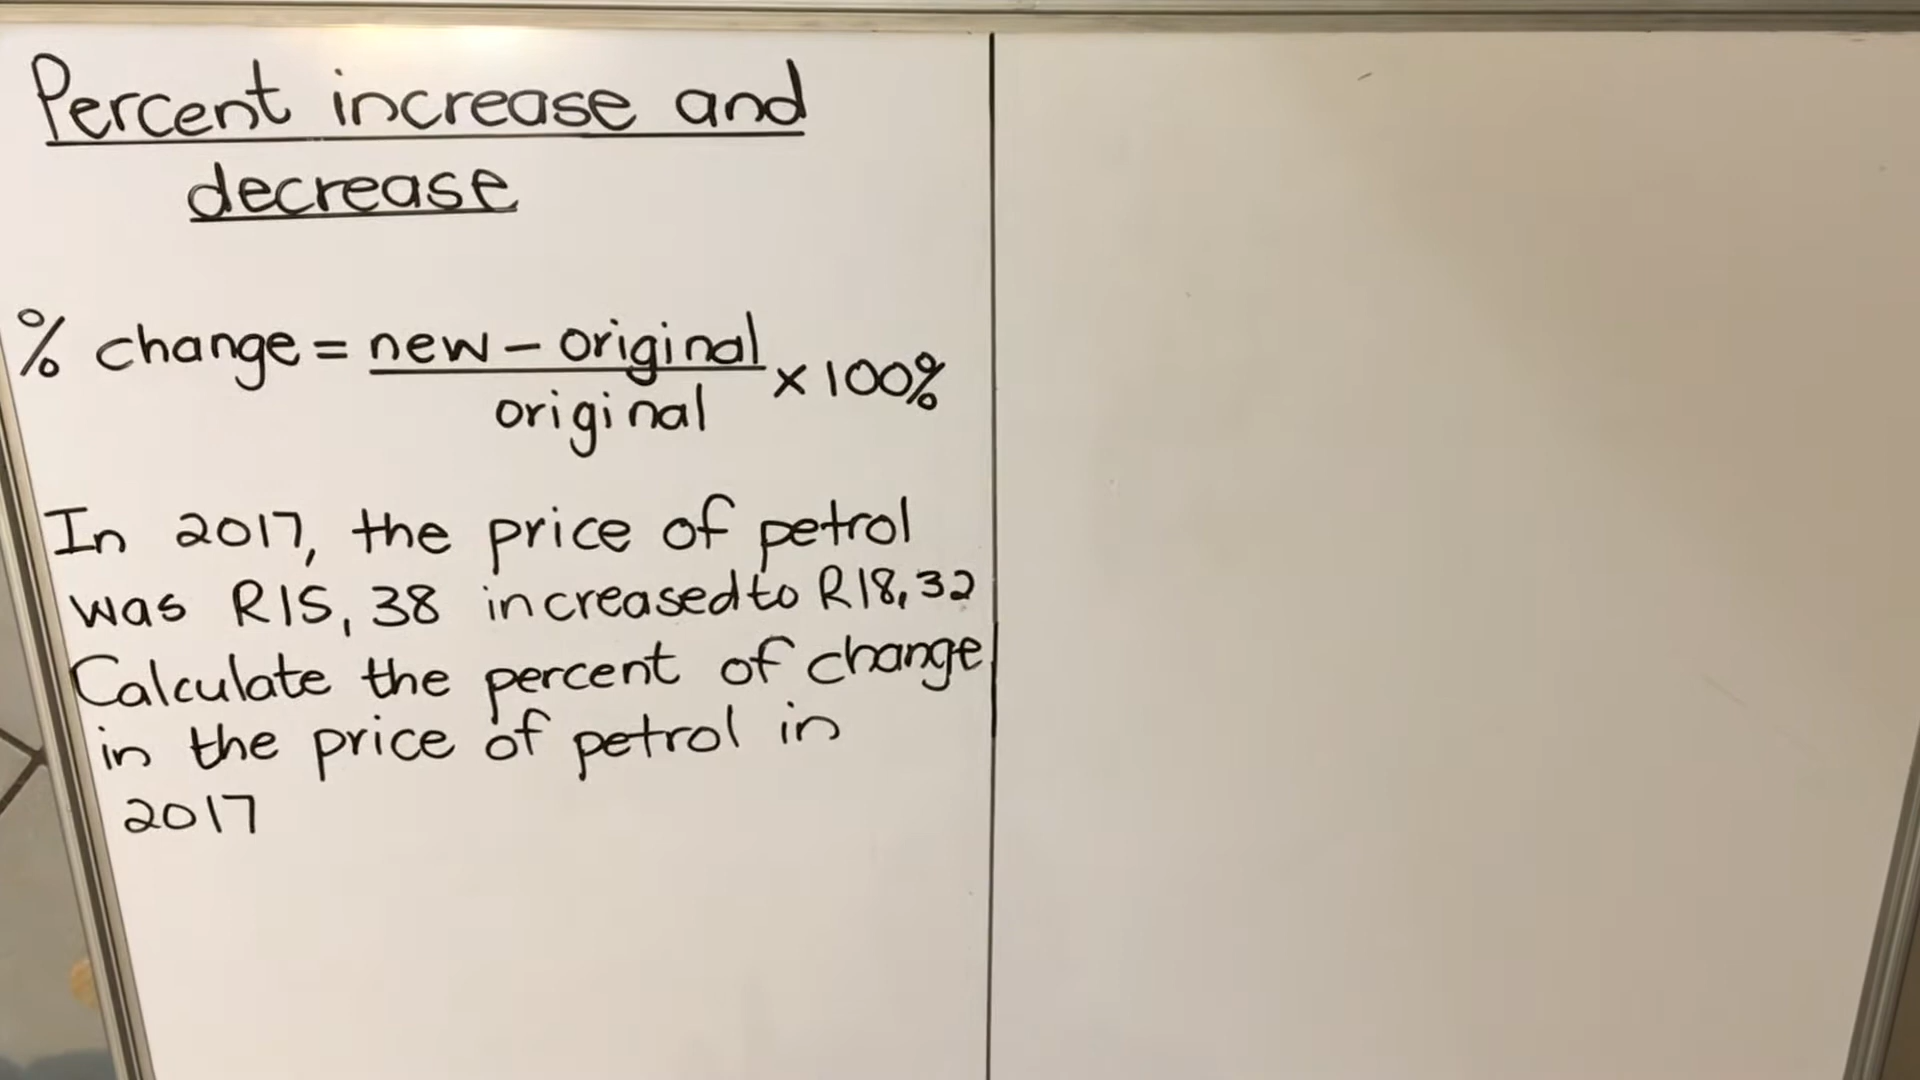 Percent increase and
decrease
% change = new - original / original × 100%
In 2017, the price of petrol
was R15,38 increased to R18,32
Calculate the percent of change
in the price of petrol in
2017